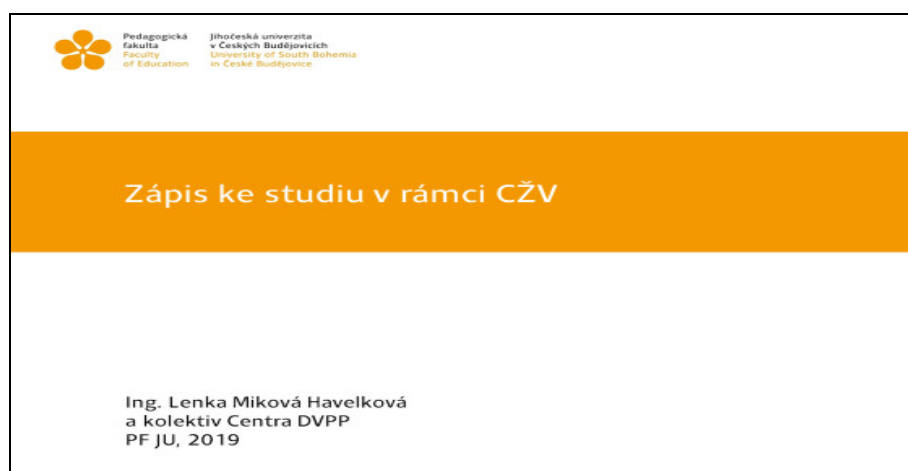 Pedagogická
fakulta
Faculty
of Education
Jihočeská univerzita
v Českých Budějovicích
University of South Bohemia
in České Budějovice
Zápis ke studiu v rámci CŽV
Ing. Lenka Miková Havelková
a kolektiv Centra DVPP
PF JU, 2019